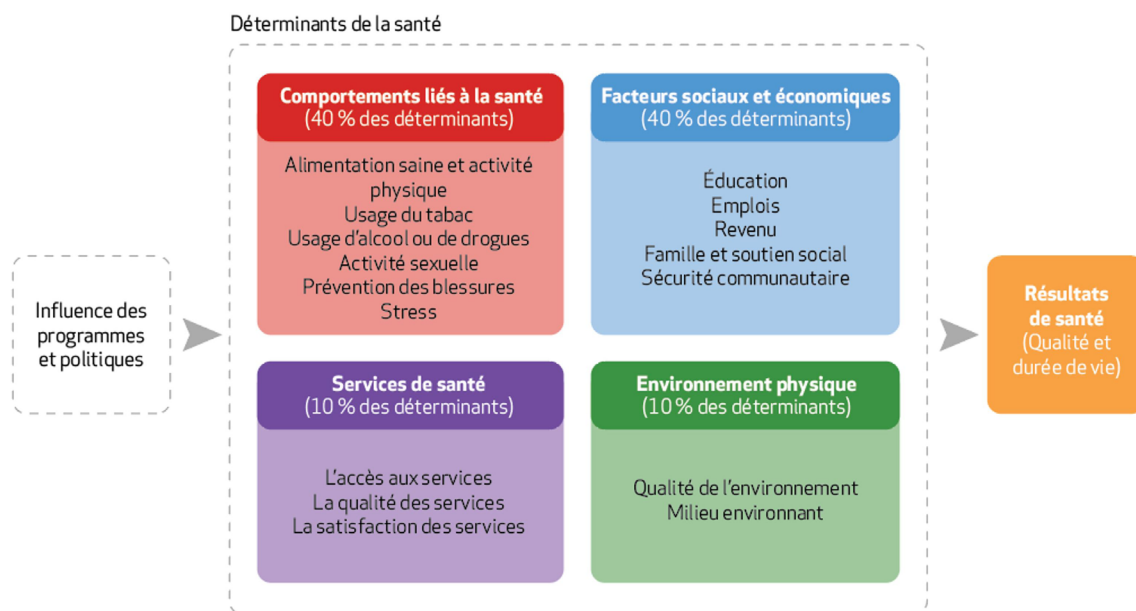 Déterminants de la santé
Influence des
programmes
et politiques
Comportements liés à la santé
(40 % des déterminants)
Alimentation saine et activité
physique
Usage du tabac
Usage d'alcool ou de drogues
Activité sexuelle
Prévention des blessures
Stress
Facteurs sociaux et économiques
(40 % des déterminants)
Éducation
Emplois
Revenu
Famille et soutien social
Sécurité communautaire
Services de santé
(10 % des déterminants)
L'accès aux services
La qualité des services
La satisfaction des services
Environnement physique
(10 % des déterminants)
Qualité de l'environnement
Milieu environnant
Résultats
de santé
(Qualité et
durée de vie)